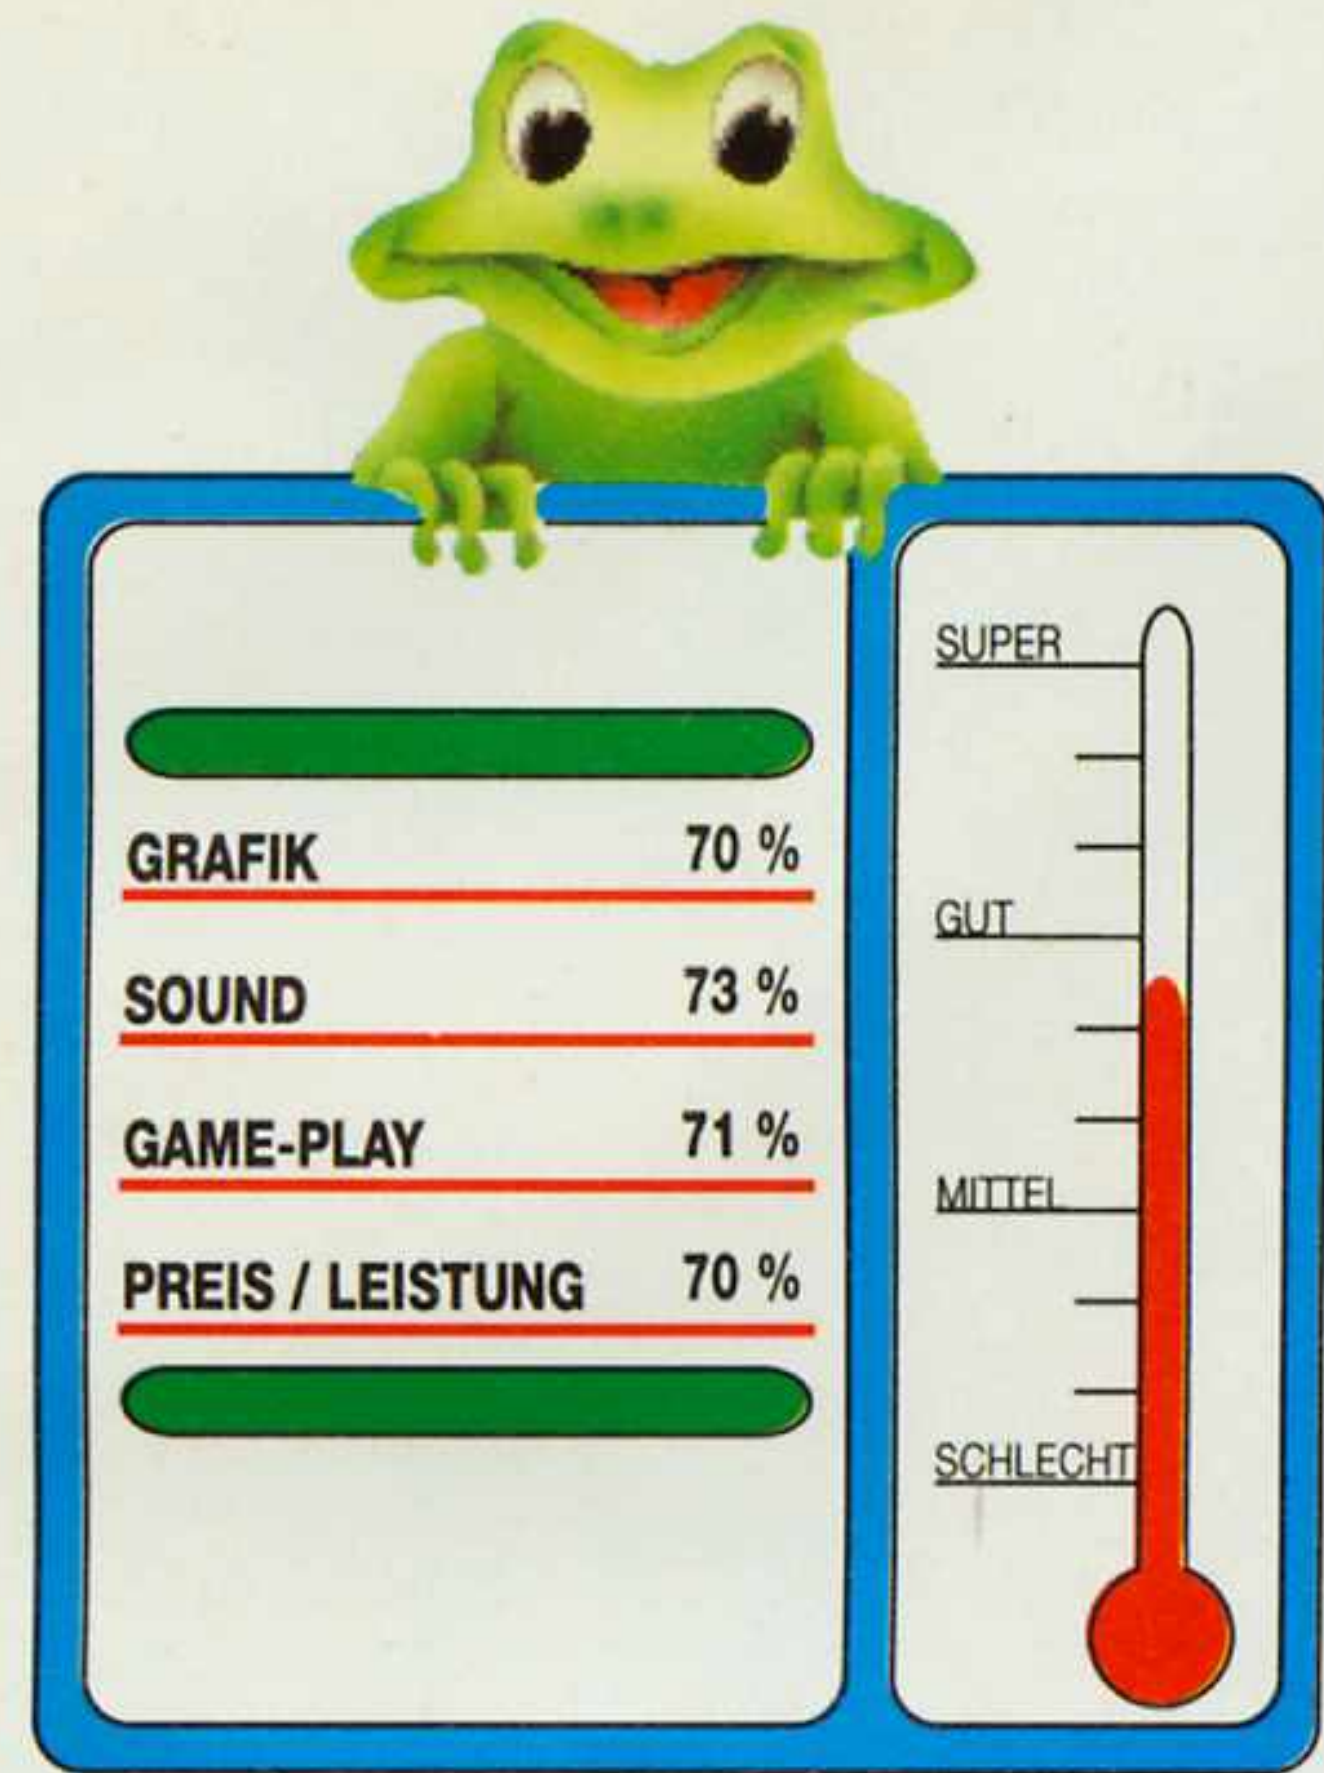 GRAFIK 70 %
SOUND 73 %
GAME-PLAY 71 %
PREIS / LEISTUNG 70 %
SUPER
GUT
MITTEL
SCHLECHT